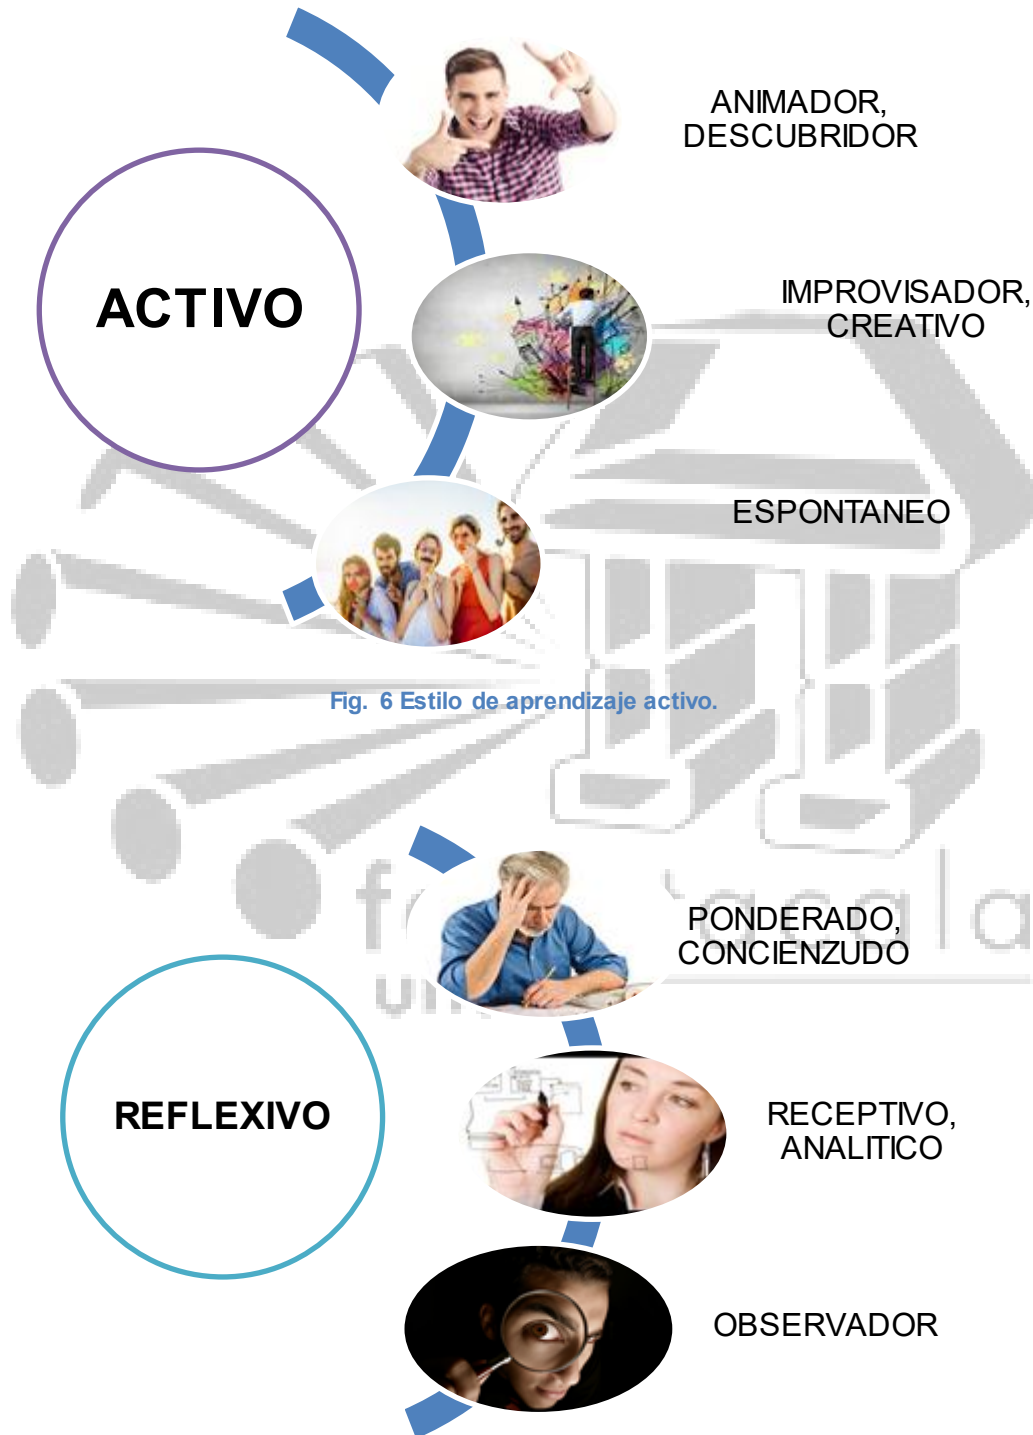 ANIMADOR,
DESCUBRIDOR
ACTIVO
IMPROVISADOR,
CREATIVO
ESPONTANEO
Fig. 6 Estilo de aprendizaje activo.
PONDERADO,
CONCIENZUDO
REFLEXIVO
RECEPTIVO,
ANALITICO
OBSERVADOR